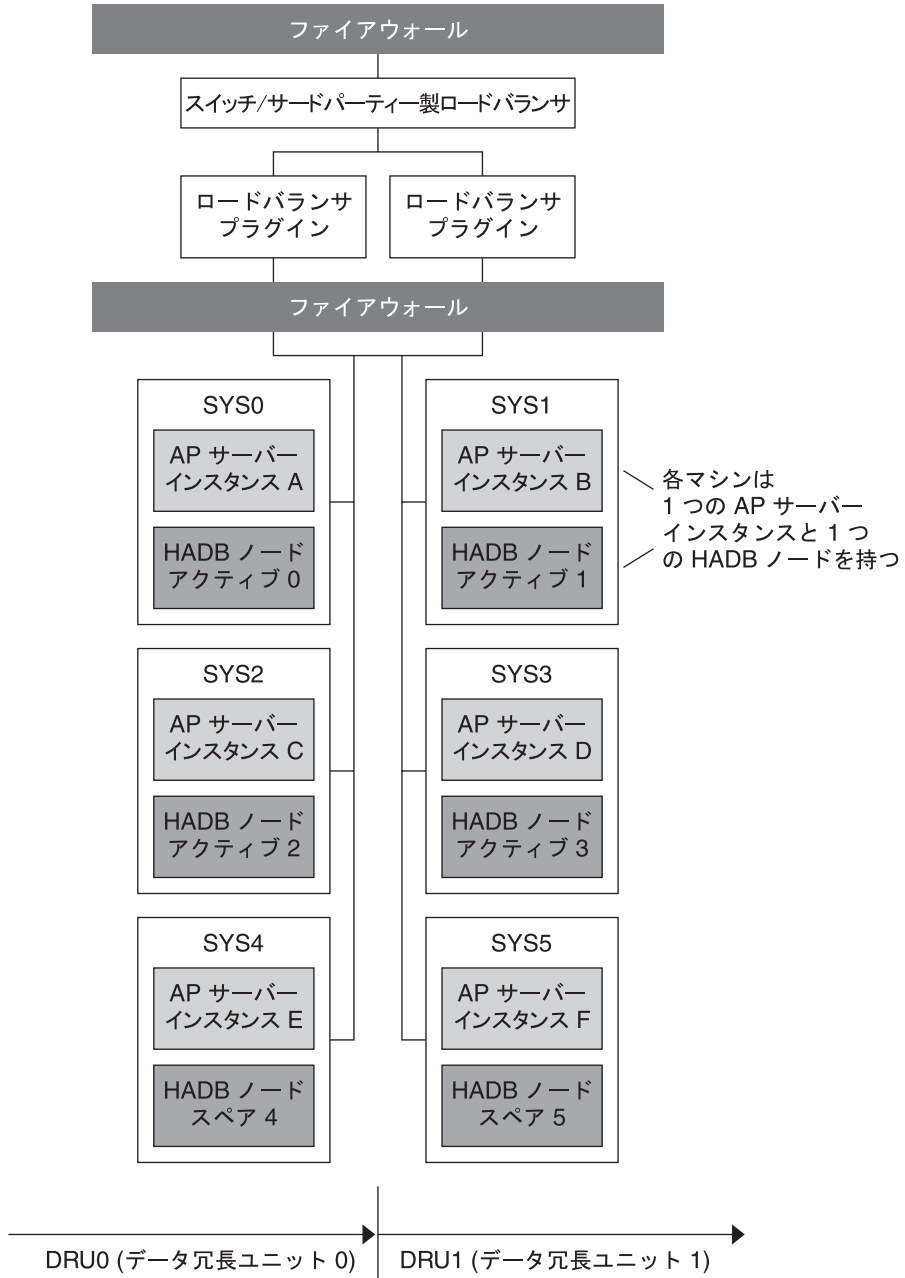 ファイアウォール
スイッチ/サードパーティー製ロードバランサ
ロードバランサ
プラグイン
ロードバランサ
プラグイン
ファイアウォール
SYS0
AP サーバー
インスタンス A
HADB ノード
アクティブ 0
SYS1
AP サーバー
インスタンス B
HADB ノード
アクティブ 1
各マシンは
1 つの AP サーバー
インスタンスと 1 つ
の HADB ノードを持つ
SYS2
AP サーバー
インスタンス C
HADB ノード
アクティブ 2
SYS3
AP サーバー
インスタンス D
HADB ノード
アクティブ 3
SYS4
AP サーバー
インスタンス E
HADB ノード
スペア 4
SYS5
AP サーバー
インスタンス F
HADB ノード
スペア 5
DRU0 (データ冗長ユニット 0)
DRU1 (データ冗長ユニット 1)